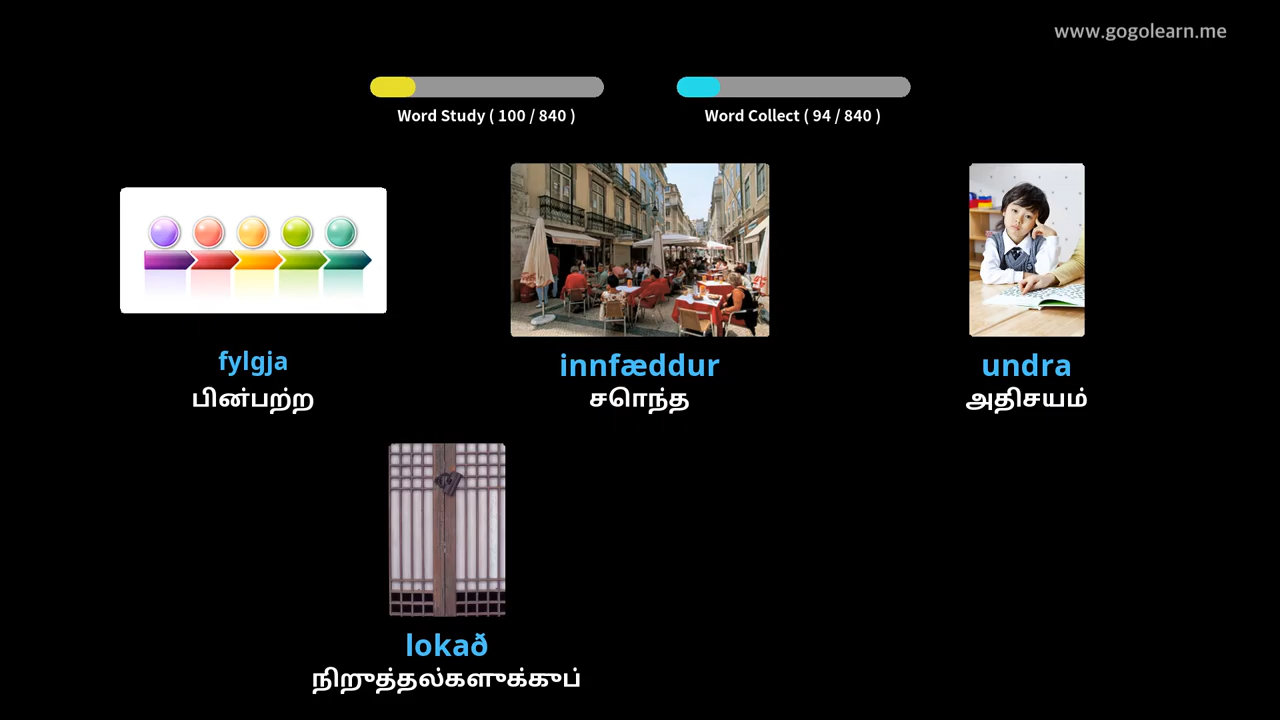 www.gogolearn.me
Word Study ( 100 / 840 )
Word Collect ( 94 / 840 )
fylgja
பின்பற்ற
innfæddur
சொந்த
undra
அதிசயம்
lokað
நிறுத்தல்களுக்குப்